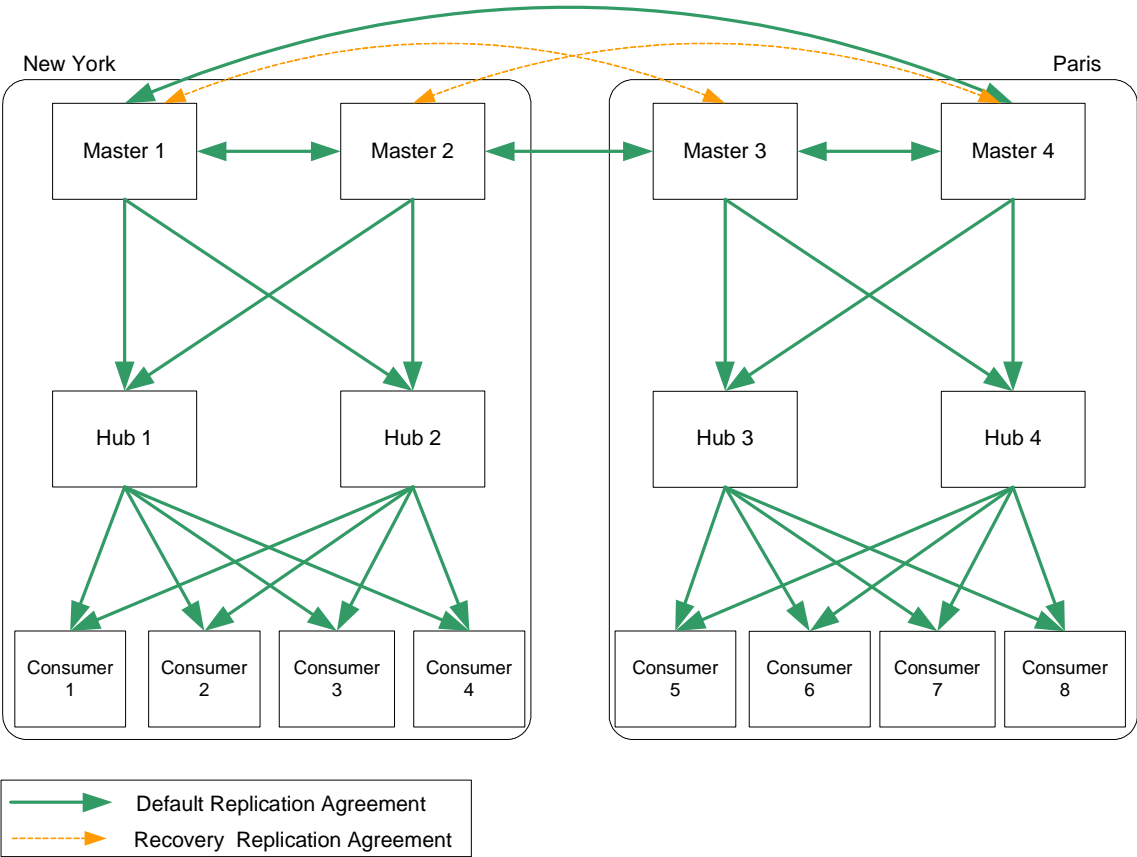 New York
Paris
Master 1
Master 2
Master 3
Master 4
Hub 1
Hub 2
Hub 3
Hub 4
Consumer
1
Consumer
2
Consumer
3
Consumer
4
Consumer
5
Consumer
6
Consumer
7
Consumer
8
Default Replication Agreement
Recovery  Replication Agreement